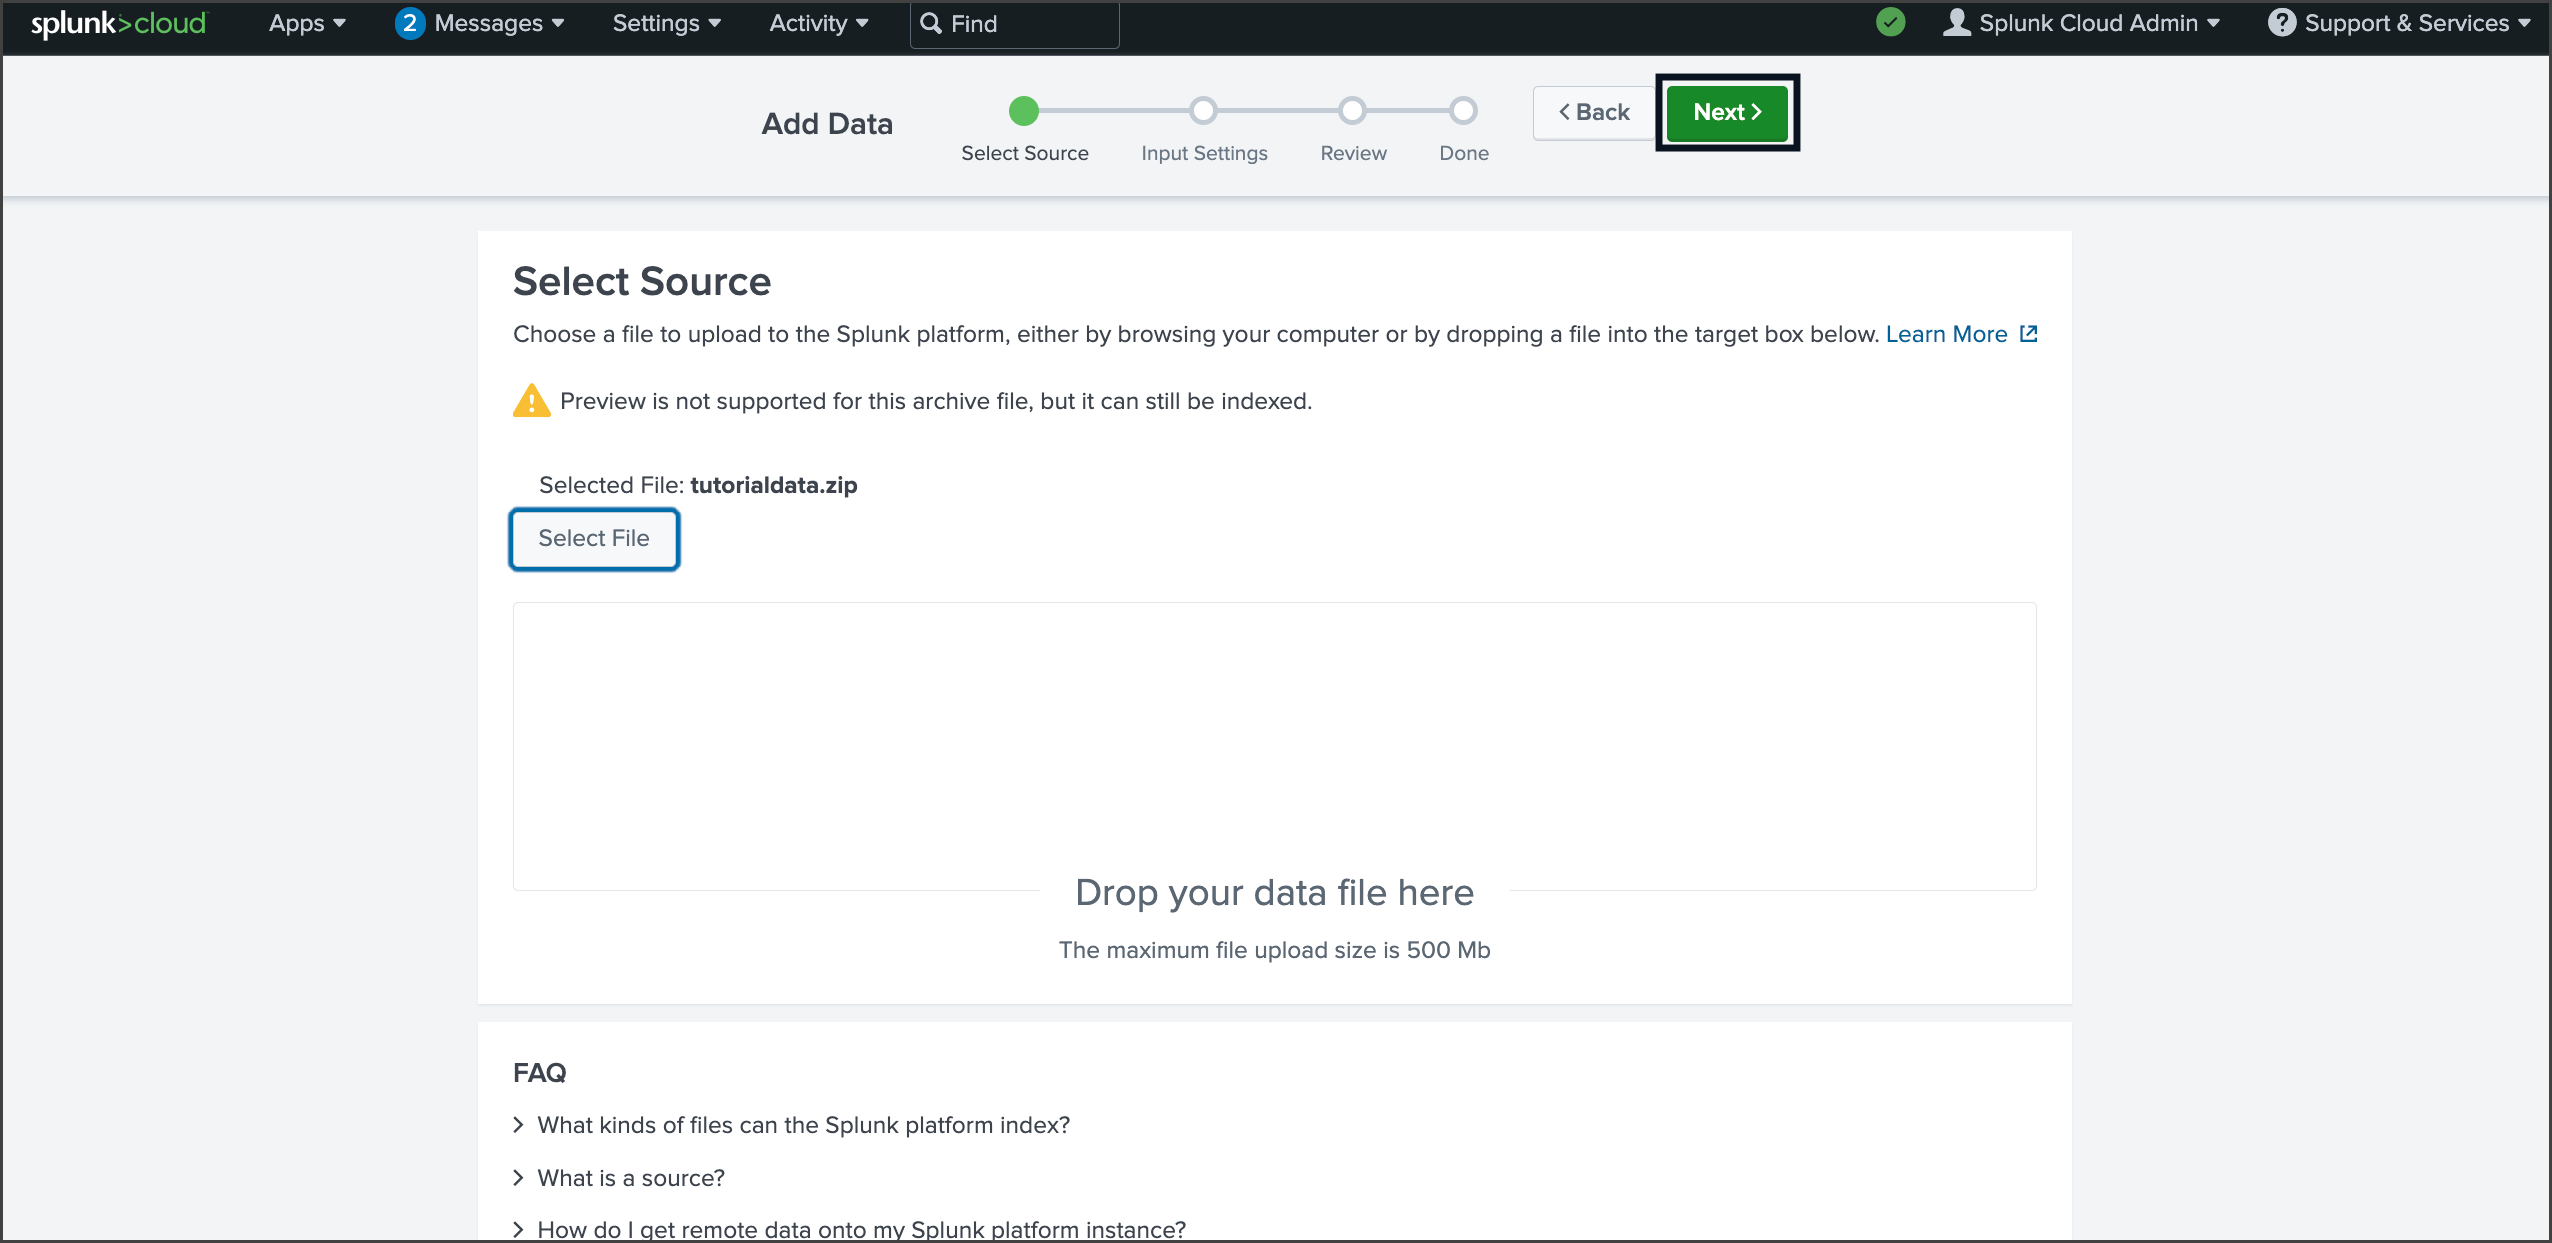 splunk>cloud Apps 2 Messages Settings Activity Find Splunk Cloud Admin ? Support & Services
Add Data
Select Source Input Settings Review Done
< Back Next >
Select Source
Choose a file to upload to the Splunk platform, either by browsing your computer or by dropping a file into the target box below. Learn More
Preview is not supported for this archive file, but it can still be indexed.
Selected File: tutorialdata.zip
Select File
Drop your data file here
The maximum file upload size is 500 Mb
FAQ
> What kinds of files can the Splunk platform index?
> What is a source?
> How do I get remote data onto my Splunk platform instance?